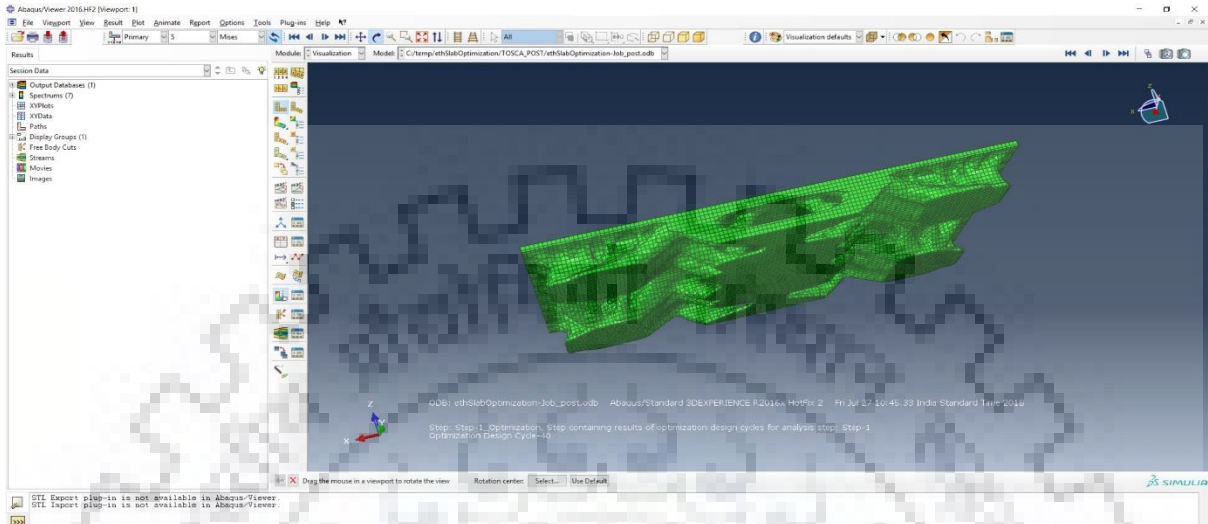 Abaqus/Viewer 2016.HF2 [Viewport: 1]
File Viewport View Result Plot Animate Report Options Tools Plug-ins Help
Primary S Mises All Visualization defaults
Results Module: Visualization Model: C:/temp/ethSlabOptimization/TOSCA_POST/ethSlabOptimization-Job_post.odb
Session Data
Output Databases (1)
Spectrums (7)
XYPlots
XYData
Paths
Display Groups (1)
Free Body Cuts
Streams
Movies
Images
Z
X
ODB: ethSlabOptimization-Job_post.odb Abaqus/Standard 3DEXPERIENCE R2016x HotFix 2 Fri Jul 27 16:45:33 India Standard Time 2018
Z
Y
X
Step: Step-1_Optimization, Step containing results of optimization design cycles for analysis step: Step-1
Optimization Design Cycle-40
Drag the mouse in a viewport to rotate the view Rotation center: Select... Use Default
SIMULIA
STL Export plug-in is not available in Abaqus/Viewer.
STL Import plug-in is not available in Abaqus/Viewer.
>>>